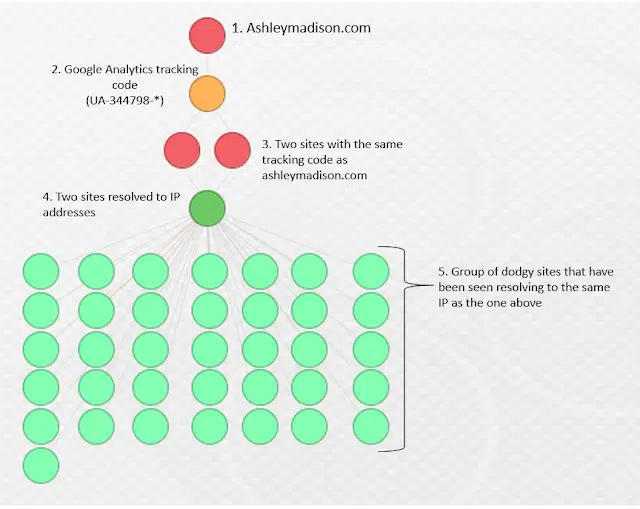 1. Ashleymadison.com
2. Google Analytics tracking
code
(UA-344798-*)
3. Two sites with the same
tracking code as
ashleymadison.com
4. Two sites resolved to IP
addresses
5. Group of dodgy sites that have
been seen resolving to the same
IP as the one above